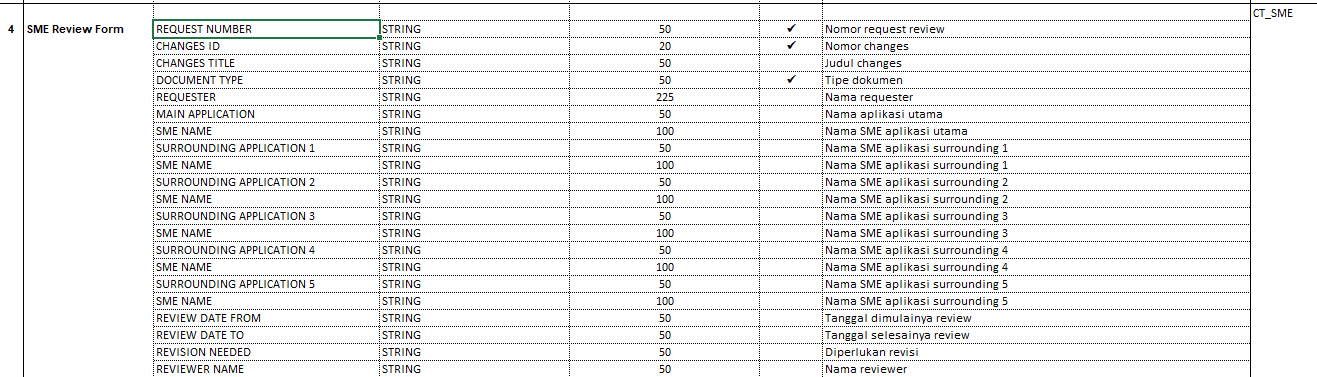 CT_SME
4 SME Review Form REQUEST NUMBER STRING 50 ✓ Nomor request review
CHANGES ID STRING 20 ✓ Nomor changes
CHANGES TITLE STRING 50 Judul changes
DOCUMENT TYPE STRING 50 ✓ Tipe dokumen
REQUESTER STRING 225 Nama requester
MAIN APPLICATION STRING 50 Nama aplikasi utama
SME NAME STRING 100 Nama SME aplikasi utama
SURROUNDING APPLICATION 1 STRING 50 Nama SME aplikasi surrounding 1
SME NAME STRING 100 Nama SME aplikasi surrounding 1
SURROUNDING APPLICATION 2 STRING 50 Nama SME aplikasi surrounding 2
SME NAME STRING 100 Nama SME aplikasi surrounding 2
SURROUNDING APPLICATION 3 STRING 50 Nama SME aplikasi surrounding 3
SME NAME STRING 100 Nama SME aplikasi surrounding 3
SURROUNDING APPLICATION 4 STRING 50 Nama SME aplikasi surrounding 4
SME NAME STRING 100 Nama SME aplikasi surrounding 4
SURROUNDING APPLICATION 5 STRING 50 Nama SME aplikasi surrounding 5
SME NAME STRING 100 Nama SME aplikasi surrounding 5
REVIEW DATE FROM STRING 50 Tanggal dimulainya review
REVIEW DATE TO STRING 50 Tanggal selesainya review
REVISION NEEDED STRING 50 Diperlukan revisi
REVIEWER NAME STRING 50 Nama reviewer